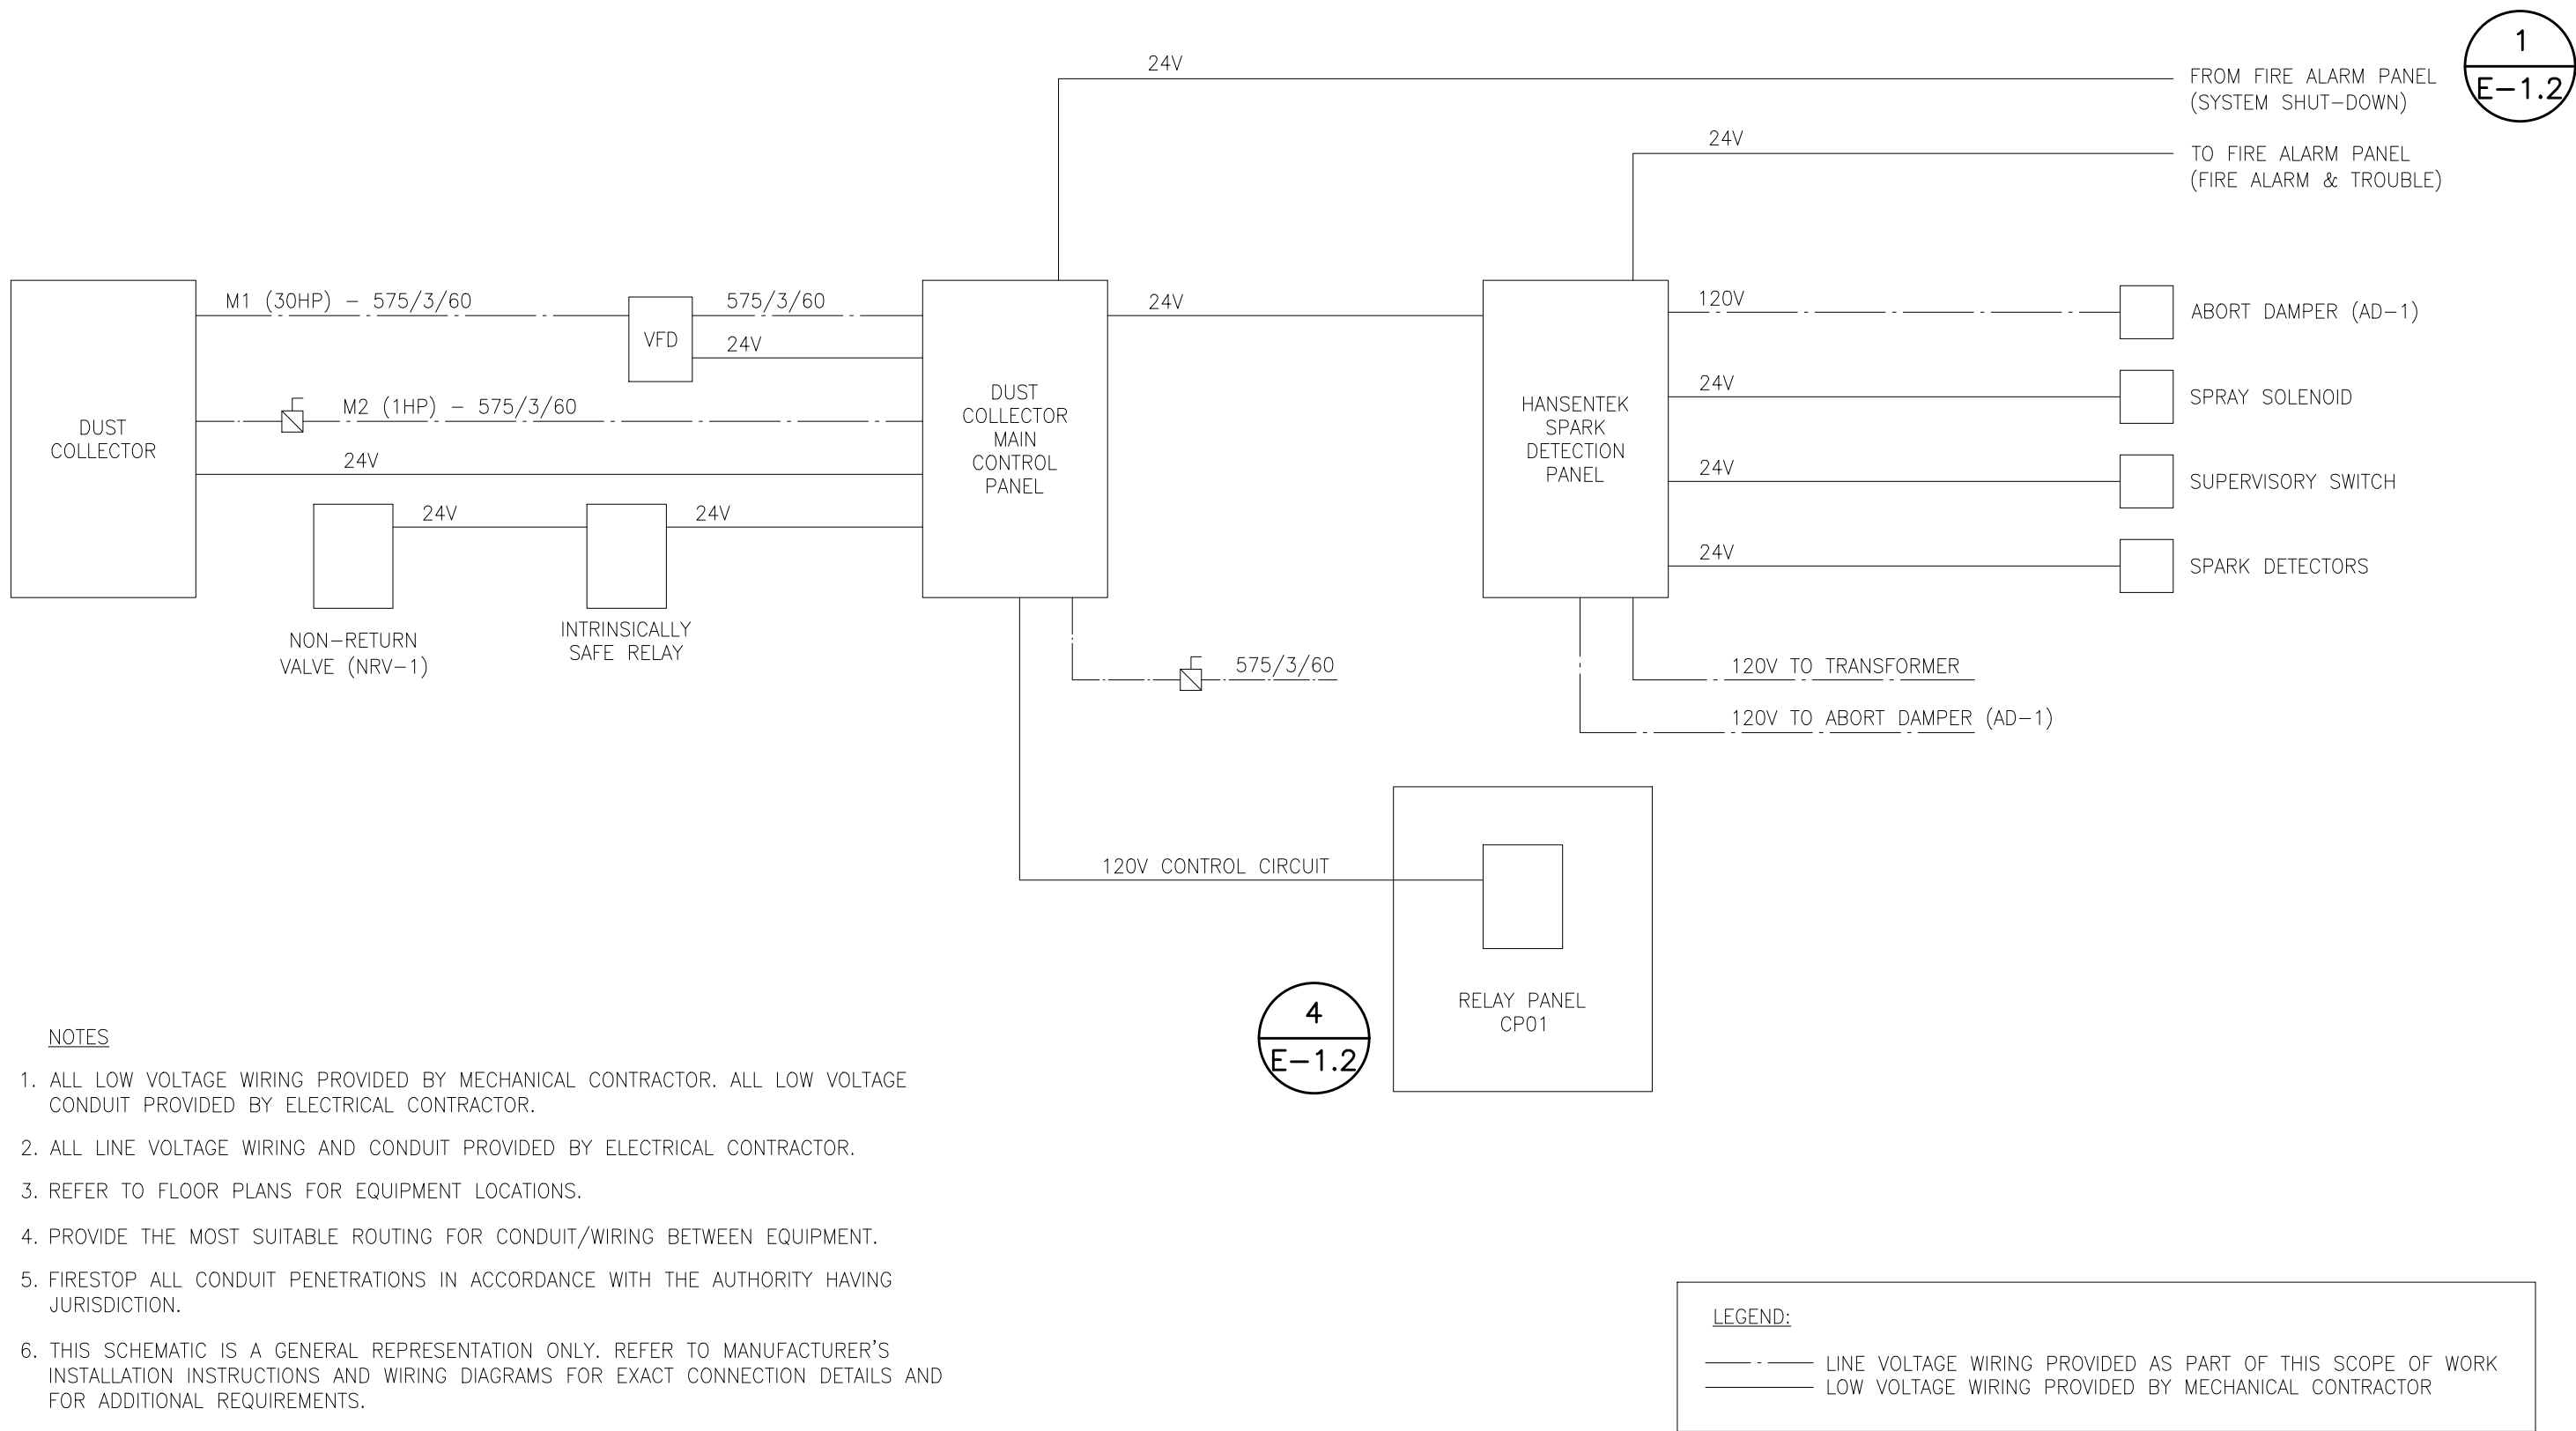 1
E-1.2
24V
FROM FIRE ALARM PANEL
(SYSTEM SHUT-DOWN)
24V
TO FIRE ALARM PANEL
(FIRE ALARM & TROUBLE)
M1 (30HP) - 575/3/60
575/3/60
VFD
24V
M2 (1HP) - 575/3/60
24V
DUST
COLLECTOR
24V
24V
NON-RETURN
VALVE (NRV-1)
INTRINSICALLY
SAFE RELAY
DUST
COLLECTOR
MAIN
CONTROL
PANEL
24V
HANSENTEK
SPARK
DETECTION
PANEL
120V
ABORT DAMPER (AD-1)
24V
SPRAY SOLENOID
24V
SUPERVISORY SWITCH
24V
SPARK DETECTORS
575/3/60
120V TO TRANSFORMER
120V TO ABORT DAMPER (AD-1)
120V CONTROL CIRCUIT
RELAY PANEL
CP01
4
E-1.2
NOTES
1. ALL LOW VOLTAGE WIRING PROVIDED BY MECHANICAL CONTRACTOR. ALL LOW VOLTAGE
CONDUIT PROVIDED BY ELECTRICAL CONTRACTOR.
2. ALL LINE VOLTAGE WIRING AND CONDUIT PROVIDED BY ELECTRICAL CONTRACTOR.
3. REFER TO FLOOR PLANS FOR EQUIPMENT LOCATIONS.
4. PROVIDE THE MOST SUITABLE ROUTING FOR CONDUIT/WIRING BETWEEN EQUIPMENT.
5. FIRESTOP ALL CONDUIT PENETRATIONS IN ACCORDANCE WITH THE AUTHORITY HAVING
JURISDICTION.
6. THIS SCHEMATIC IS A GENERAL REPRESENTATION ONLY. REFER TO MANUFACTURER'S
INSTALLATION INSTRUCTIONS AND WIRING DIAGRAMS FOR EXACT CONNECTION DETAILS AND
FOR ADDITIONAL REQUIREMENTS.
LEGEND:
LINE VOLTAGE WIRING PROVIDED AS PART OF THIS SCOPE OF WORK
LOW VOLTAGE WIRING PROVIDED BY MECHANICAL CONTRACTOR